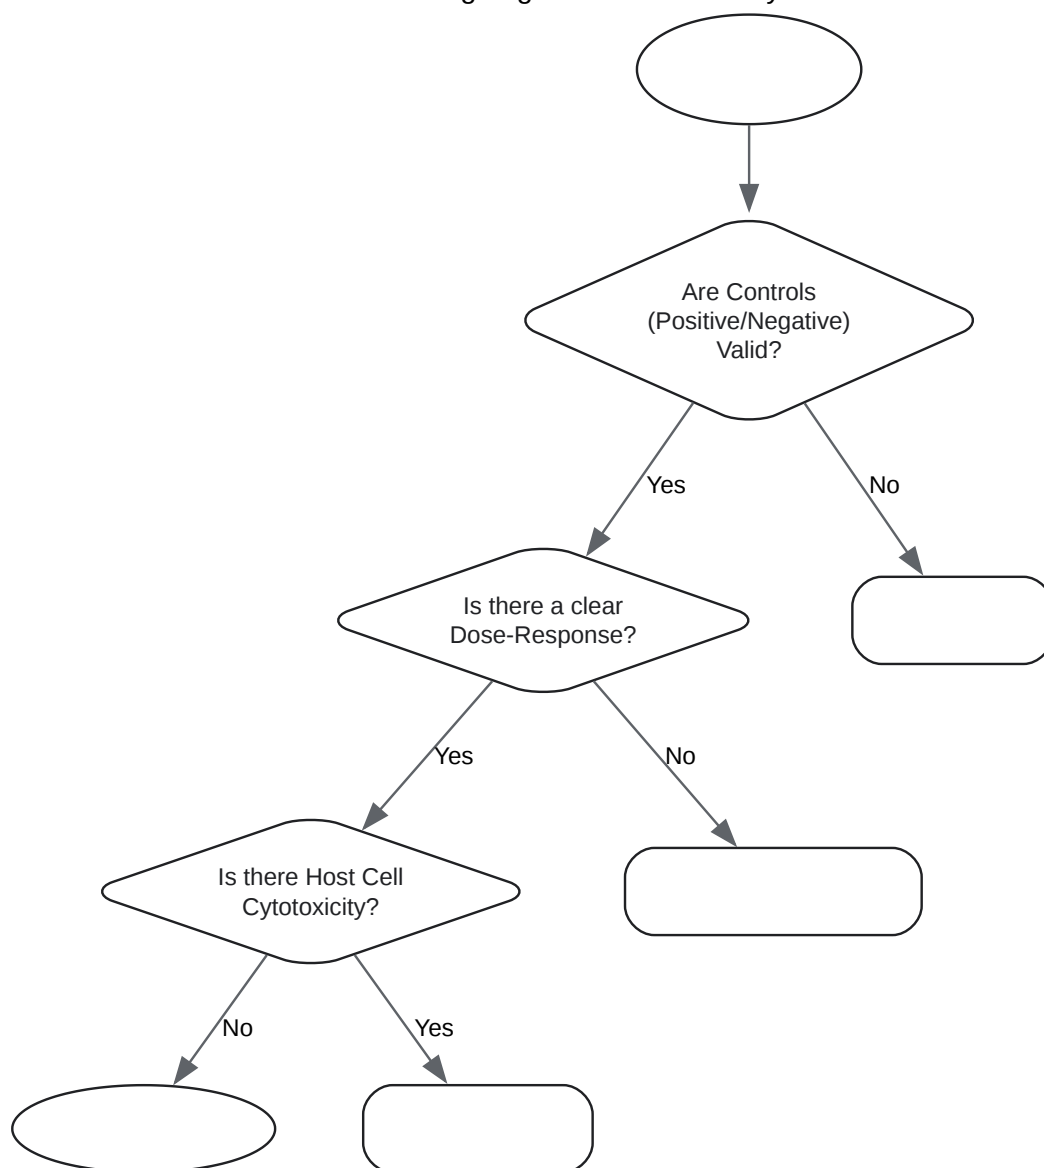 Are Controls
(Positive/Negative)
Valid?
Yes
No
Is there a clear
Dose-Response?
Yes
No
Is there Host Cell
Cytotoxicity?
No
Yes